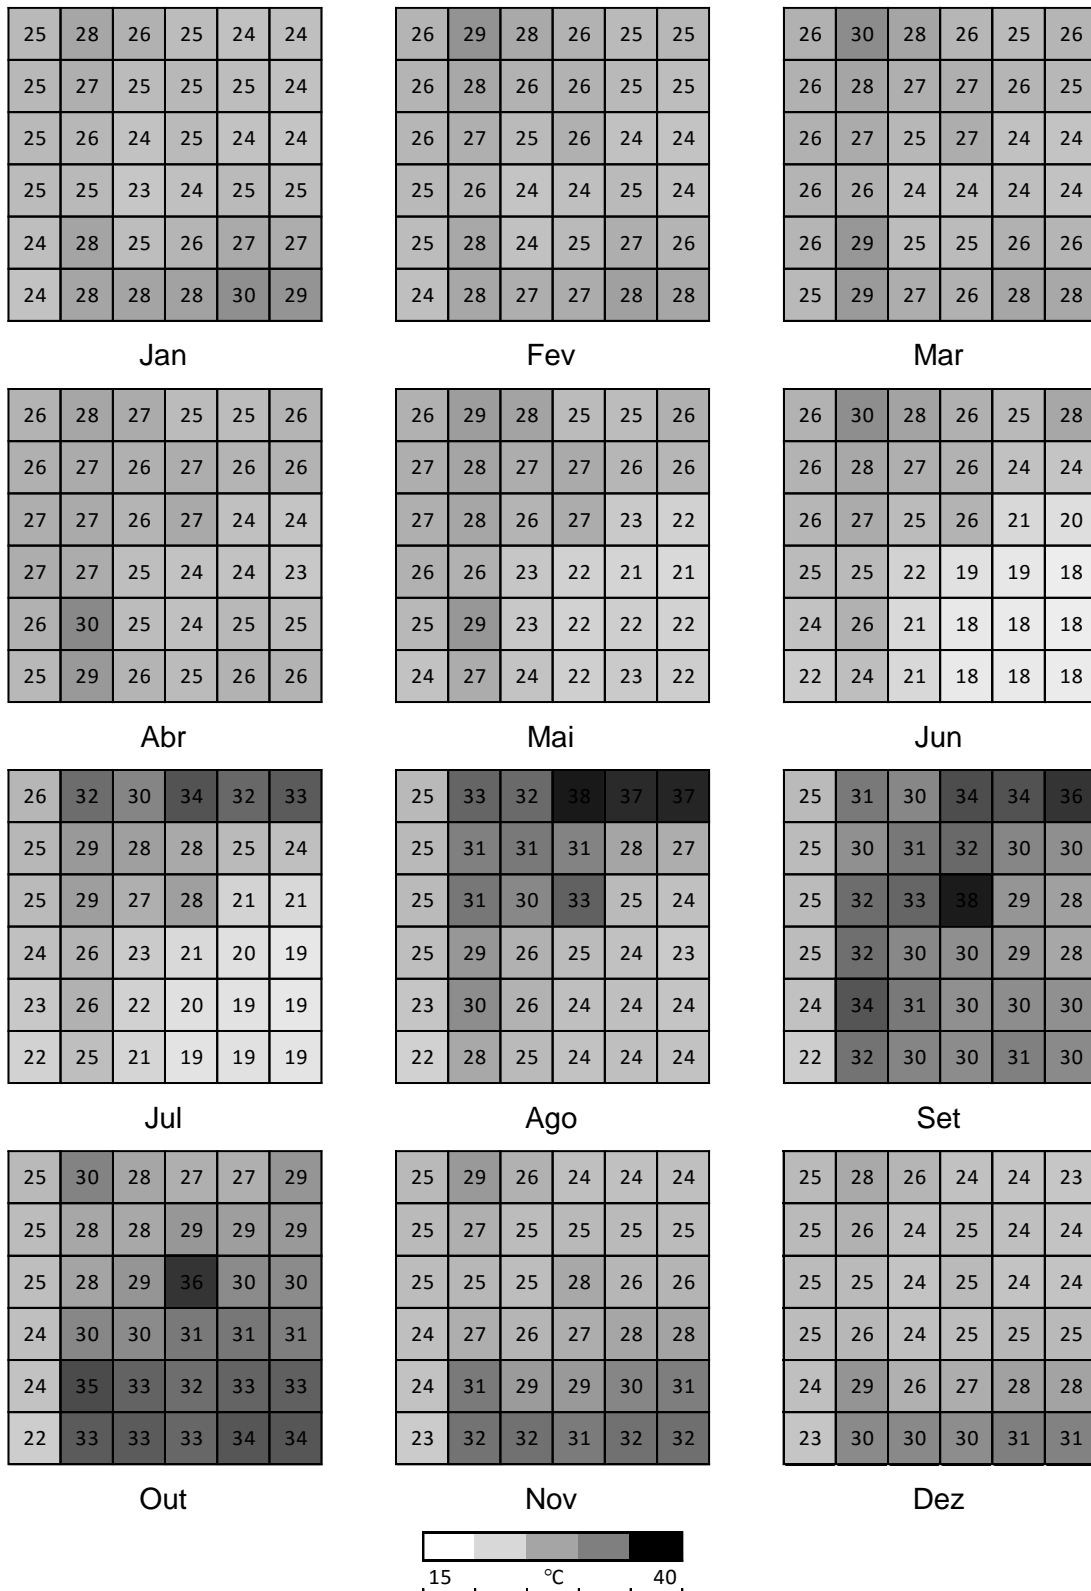 25 28 26 25 24 24 26 29 28 26 25 25 26 30 28 26 25 26
25 27 25 25 25 24 26 28 26 26 25 25 26 28 27 27 26 25
25 26 24 25 24 24 26 27 25 26 24 24 26 27 25 27 24 24
25 25 23 24 25 25 25 26 24 24 25 24 26 26 24 24 24 24
24 28 25 26 27 27 25 28 24 25 27 26 26 29 25 25 26 26
24 28 28 28 30 29 24 28 27 27 28 28 25 29 27 26 28 28
Jan Fev Mar
26 28 27 25 25 26 26 29 28 25 25 26 26 30 28 26 25 28
26 27 26 27 26 26 27 28 27 27 26 26 26 28 27 26 24 24
27 27 26 27 24 24 27 28 26 27 23 22 26 27 25 26 21 20
27 27 25 24 24 23 26 26 23 22 21 21 25 25 22 19 19 18
26 30 25 24 25 25 25 29 23 22 22 22 24 26 21 18 18 18
25 29 26 25 26 26 24 27 24 22 23 22 22 24 21 18 18 18
Abr Mai Jun
26 32 30 34 32 33 25 33 32 38 37 37 25 31 30 34 34 36
25 29 28 28 25 24 25 31 31 31 28 27 25 30 31 32 30 30
25 29 27 28 21 21 25 31 30 33 25 24 25 32 33 38 29 28
24 26 23 21 20 19 25 29 26 25 24 23 25 32 30 30 29 28
23 26 22 20 19 19 23 30 26 24 24 24 24 34 31 30 30 30
22 25 21 19 19 19 22 28 25 24 24 24 22 32 30 30 31 30
Jul Ago Set
25 30 28 27 27 29 25 29 26 24 24 24 25 28 26 24 24 23
25 28 28 29 29 29 25 27 25 25 25 25 25 26 24 25 24 24
25 28 29 36 30 30 25 25 25 28 26 26 25 25 24 25 24 24
24 30 30 31 31 31 24 27 26 27 28 28 25 26 24 25 25 25
24 35 33 32 33 33 24 31 29 29 30 31 24 29 26 27 28 28
22 33 33 33 34 34 23 32 32 31 32 32 23 30 30 30 31 31
Out Nov Dez
15 °C 40